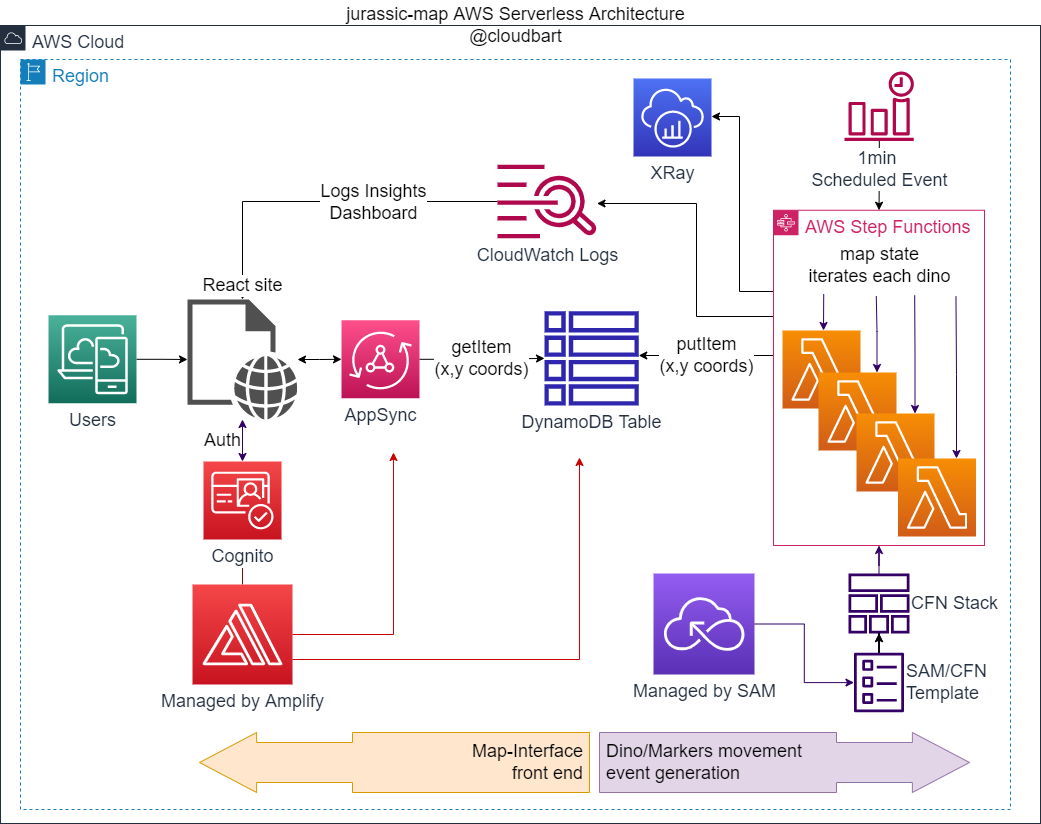 jurassic-map AWS Serverless Architecture
@cloudbart
AWS Cloud
Region
XRay
1min
Scheduled Event
Logs Insights
Dashboard
CloudWatch Logs
AWS Step Functions
map state
iterates each dino
React site
Users
AppSync
getItem
(x,y coords)
DynamoDB Table
putItem
(x,y coords)
Auth
Cognito
Managed by Amplify
Managed by SAM
CFN Stack
SAM/CFN
Template
Map-Interface
front end
Dino/Markers movement
event generation